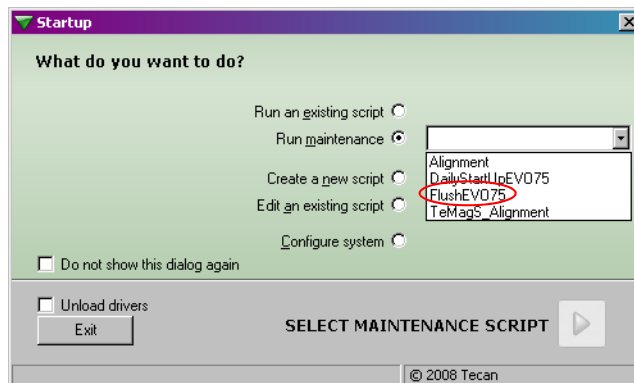 Startup
What do you want to do?
Run an existing script
Run maintenance
Alignment
DailyStartUpEVO75
FlushEVO75
TeMagS_Alignment
Create a new script
Edit an existing script
Configure system
Do not show this dialog again
Unload drivers
Exit
SELECT MAINTENANCE SCRIPT
© 2008 Tecan